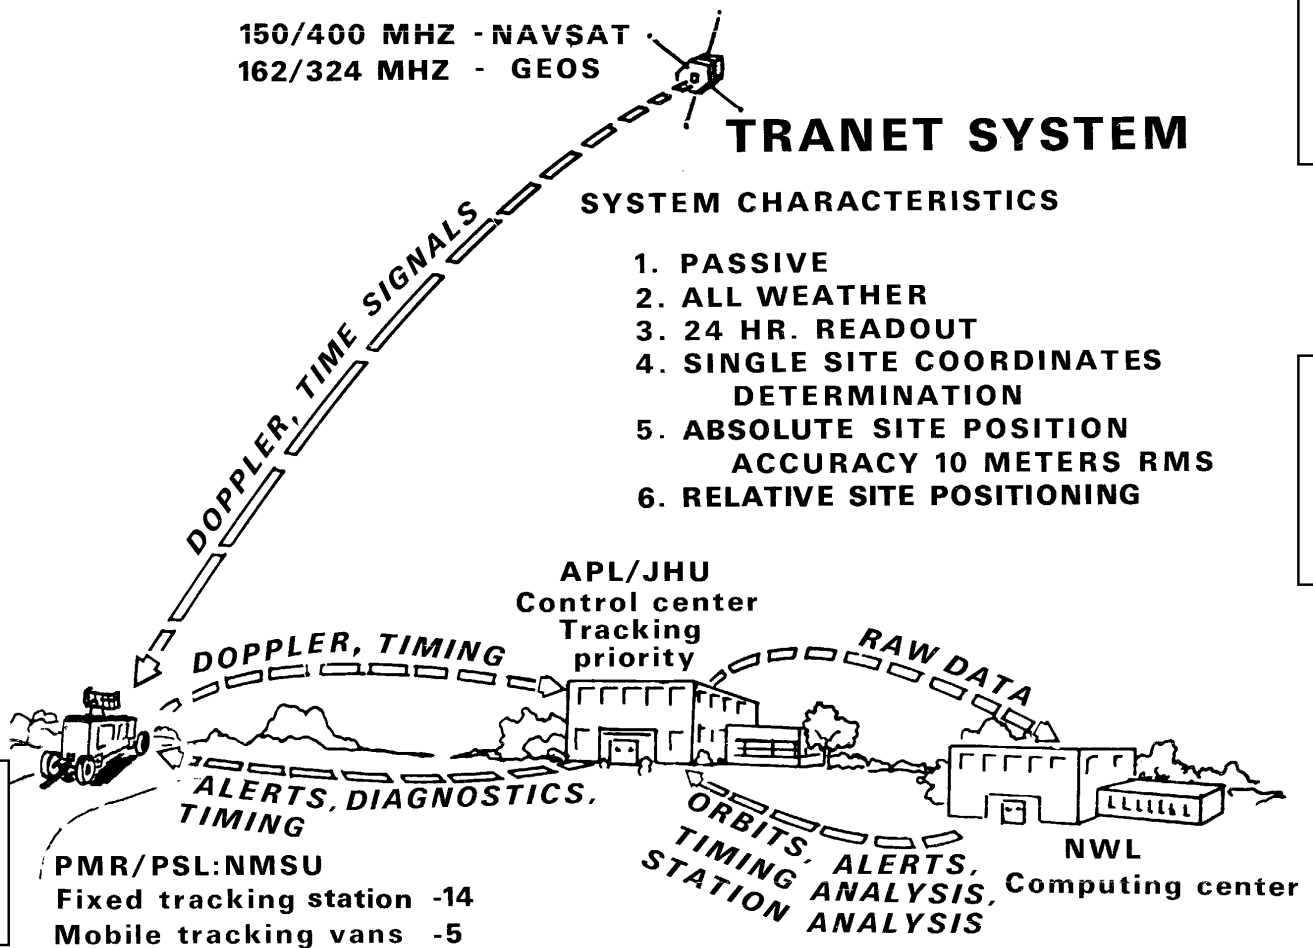 150/400 MHZ - NAVSAT
162/324 MHZ - GEOS
TRANET SYSTEM
SYSTEM CHARACTERISTICS
1. PASSIVE
2. ALL WEATHER
3. 24 HR. READOUT
4. SINGLE SITE COORDINATES
DETERMINATION
5. ABSOLUTE SITE POSITION
ACCURACY 10 METERS RMS
6. RELATIVE SITE POSITIONING
DOPPLER, TIME SIGNALS
APL/JHU
Control center
Tracking
priority
DOPPLER, TIMING
RAW DATA
ALERTS, DIAGNOSTICS,
TIMING
ORBITS, ALERTS,
TIMING ANALYSIS,
STATION ANALYSIS
NWL
Computing center
PMR/PSL:NMSU
Fixed tracking station -14
Mobile tracking vans -5